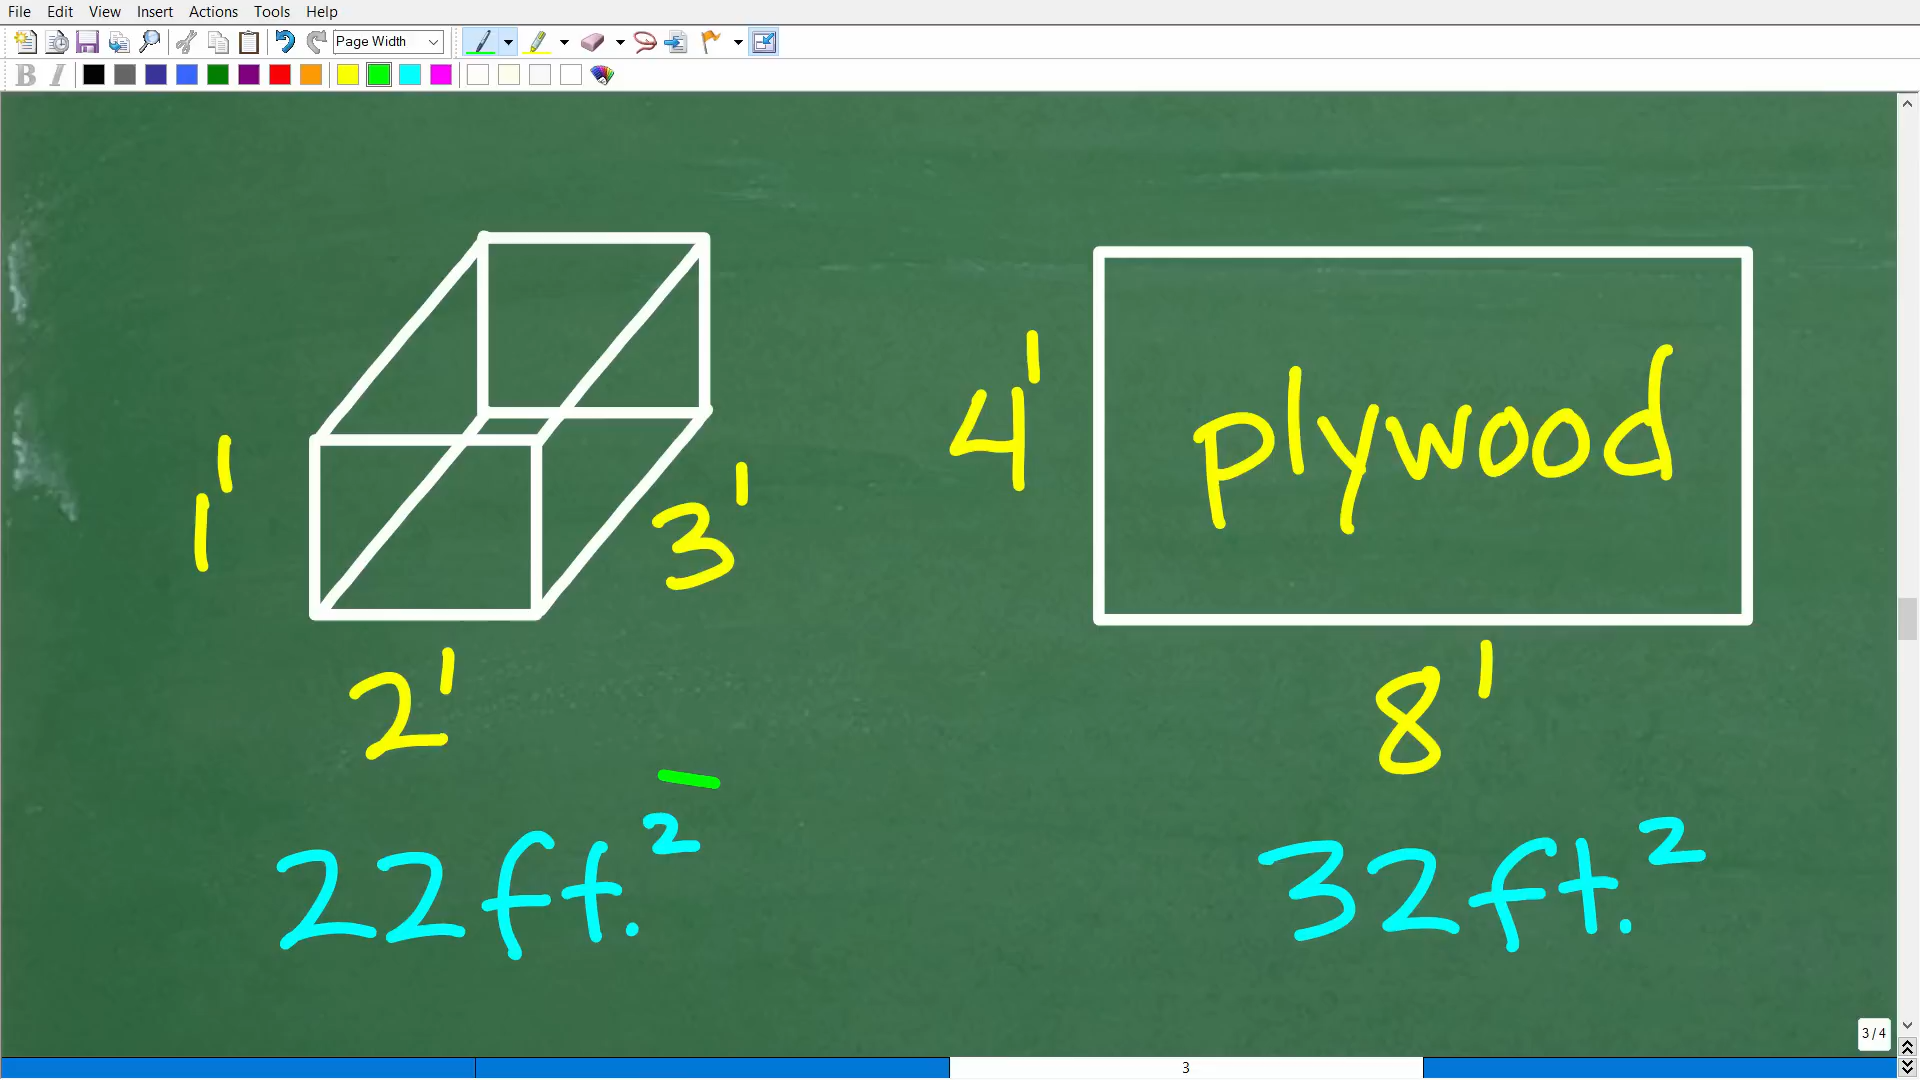 File Edit View Insert Actions Tools Help
Page Width
B I
1'
3'
2'
22ft.²
4'
plywood
8'
32ft.²
3 / 4
3